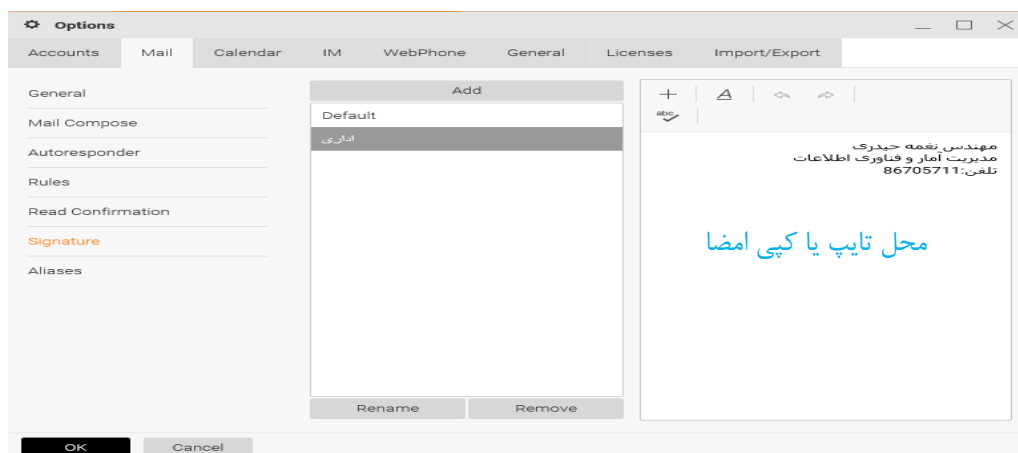 Options
Accounts Mail Calendar IM WebPhone General Licenses Import/Export
General
Mail Compose
Autoresponder
Rules
Read Confirmation
Signature
Aliases
Add
Default
اداری
Rename Remove
A
abc
مهندس نغمه حیدری
مدیریت آمار و فناوری اطلاعات
تلفن:86705711
محل تایپ یا کپی امضا
OK Cancel